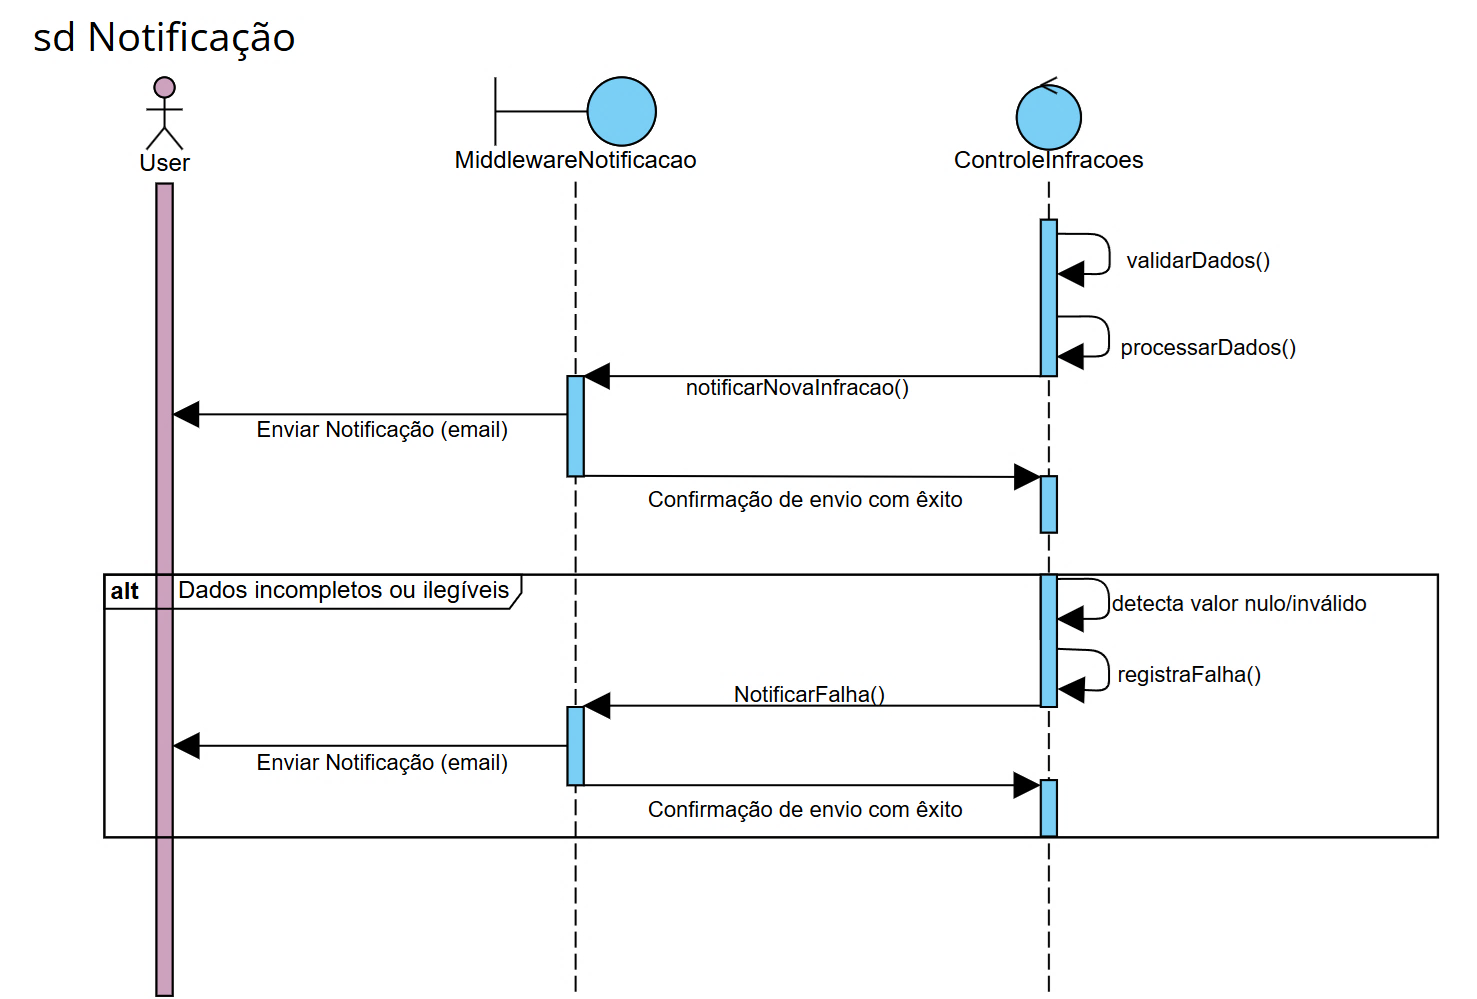 sd Notificação
User
MiddlewareNotificacao
ControleInfracoes
validarDados()
processarDados()
notificarNovaInfracao()
Enviar Notificação (email)
Confirmação de envio com êxito
alt
Dados incompletos ou ilegíveis
detecta valor nulo/inválido
registraFalha()
NotificarFalha()
Enviar Notificação (email)
Confirmação de envio com êxito